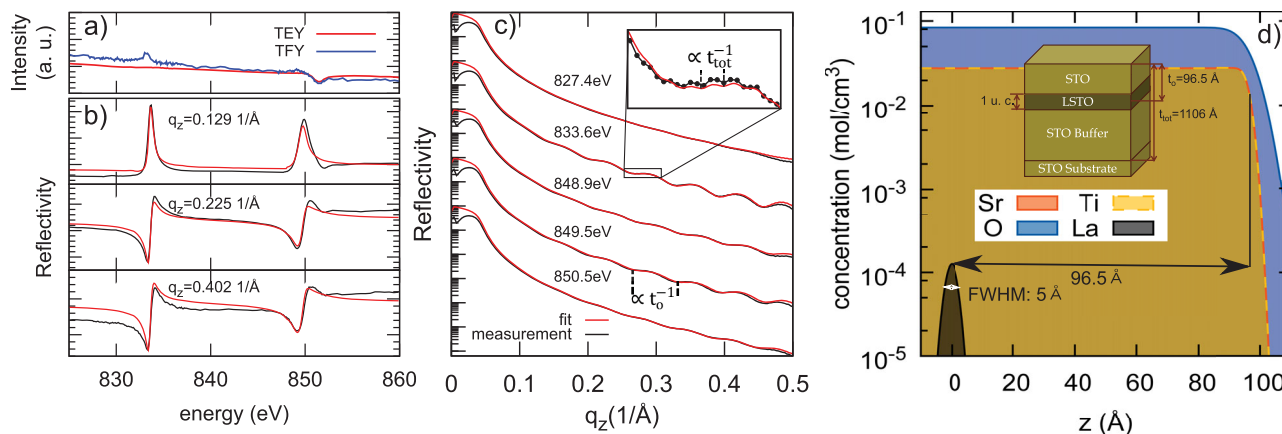 a)
Intensity
(a. u.)
TEY
TFY
b)
Reflectivity
q_z=0.129 1/Å
q_z=0.225 1/Å
q_z=0.402 1/Å
830 840 850 860
energy (eV)
c)
Reflectivity
∝ t_tot^-1
827.4eV
833.6eV
848.9eV
849.5eV
850.5eV
∝ t_o^-1
fit
measurement
0 0.1 0.2 0.3 0.4 0.5
q_z(1/Å)
d)
concentration (mol/cm^3)
10^-1
10^-2
10^-3
10^-4
10^-5
STO
1 u. c.
LSTO
STO Buffer
STO Substrate
t_o=96.5 Å
t_tot=1106 Å
Sr Ti
O La
96.5 Å
FWHM: 5 Å
0 20 40 60 80 100
z (Å)